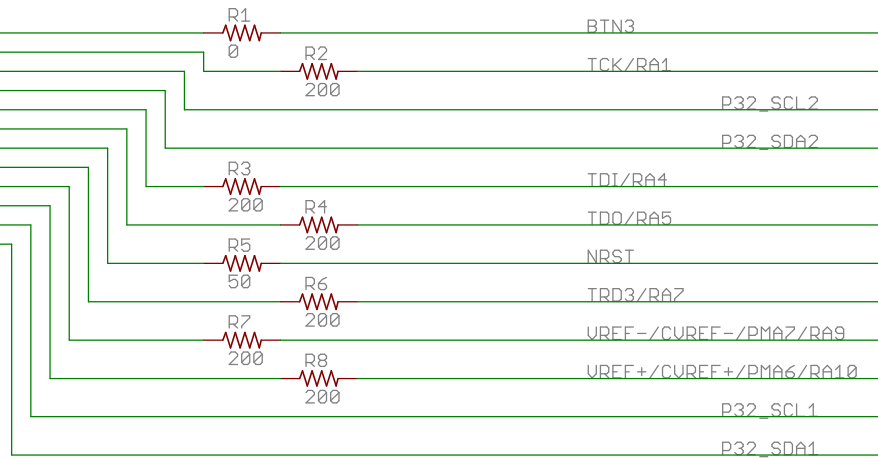 R1
0
BTN3
R2
200
TCK/RA1
P32_SCL2
P32_SDA2
R3
200
TDI/RA4
R4
200
TDO/RA5
R5
50
NRST
R6
200
TRD3/RA7
R7
200
VREF-/CVREF-/PMA7/RA9
R8
200
VREF+/CVREF+/PMA6/RA10
P32_SCL1
P32_SDA1